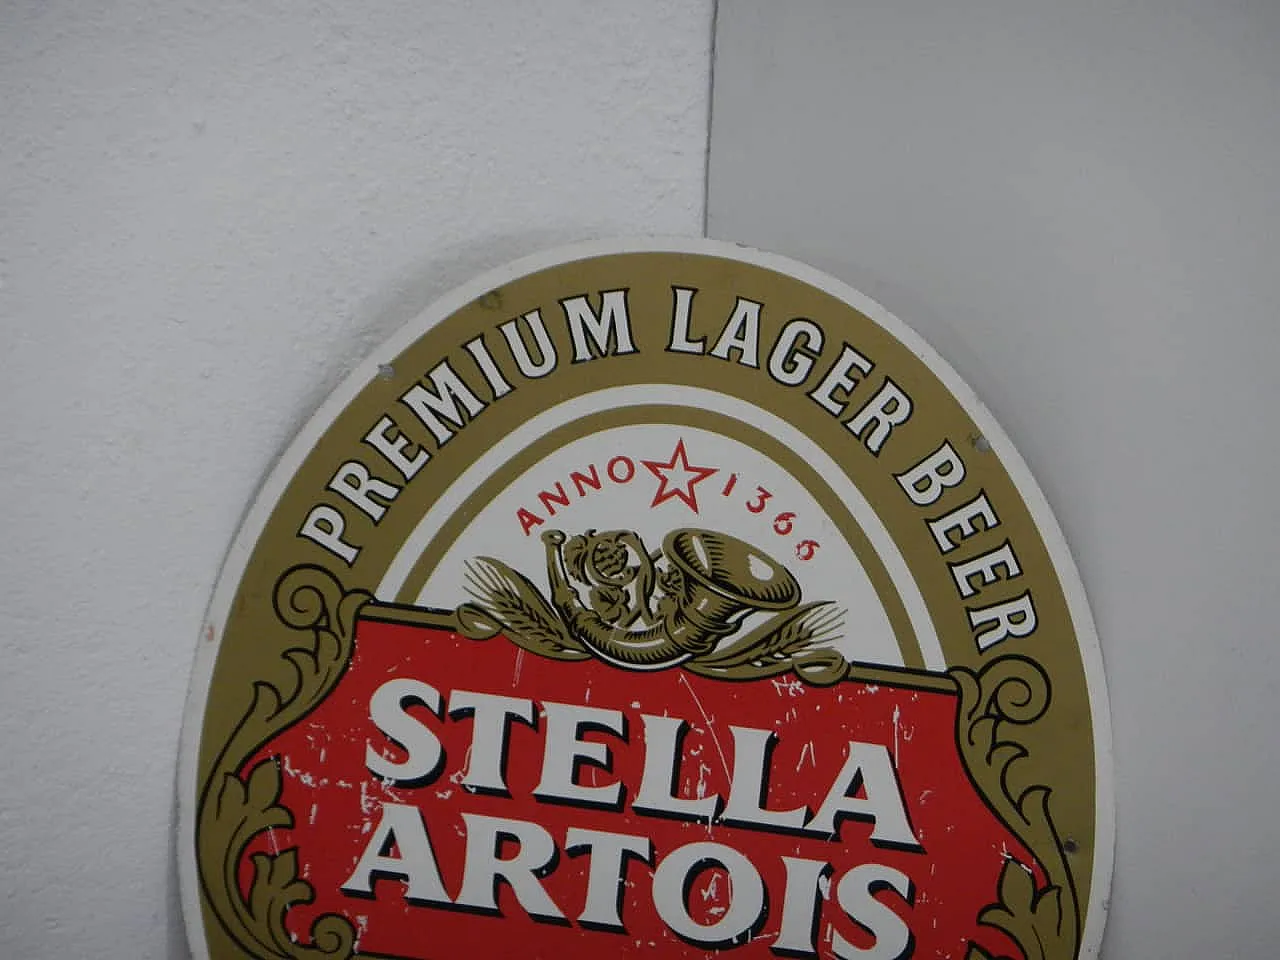 PREMIUM LAGER BEER
ANNO 1366
STELLA
ARTOIS